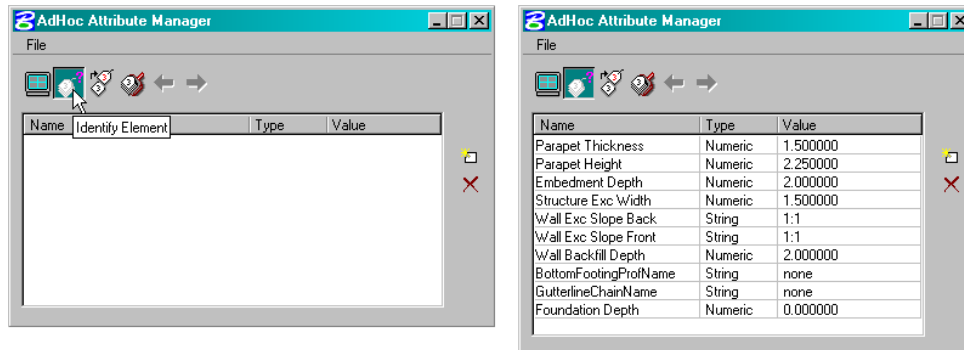 AdHoc Attribute Manager
File
Name Type Value
Identify Element
AdHoc Attribute Manager
File
Name Type Value
Parapet Thickness Numeric 1.500000
Parapet Height Numeric 2.250000
Embedment Depth Numeric 2.000000
Structure Exc Width Numeric 1.500000
Wall Exc Slope Back String 1:1
Wall Exc Slope Front String 1:1
Wall Backfill Depth Numeric 2.000000
BottomFootingProfName String none
GutterlineChainName String none
Foundation Depth Numeric 0.000000